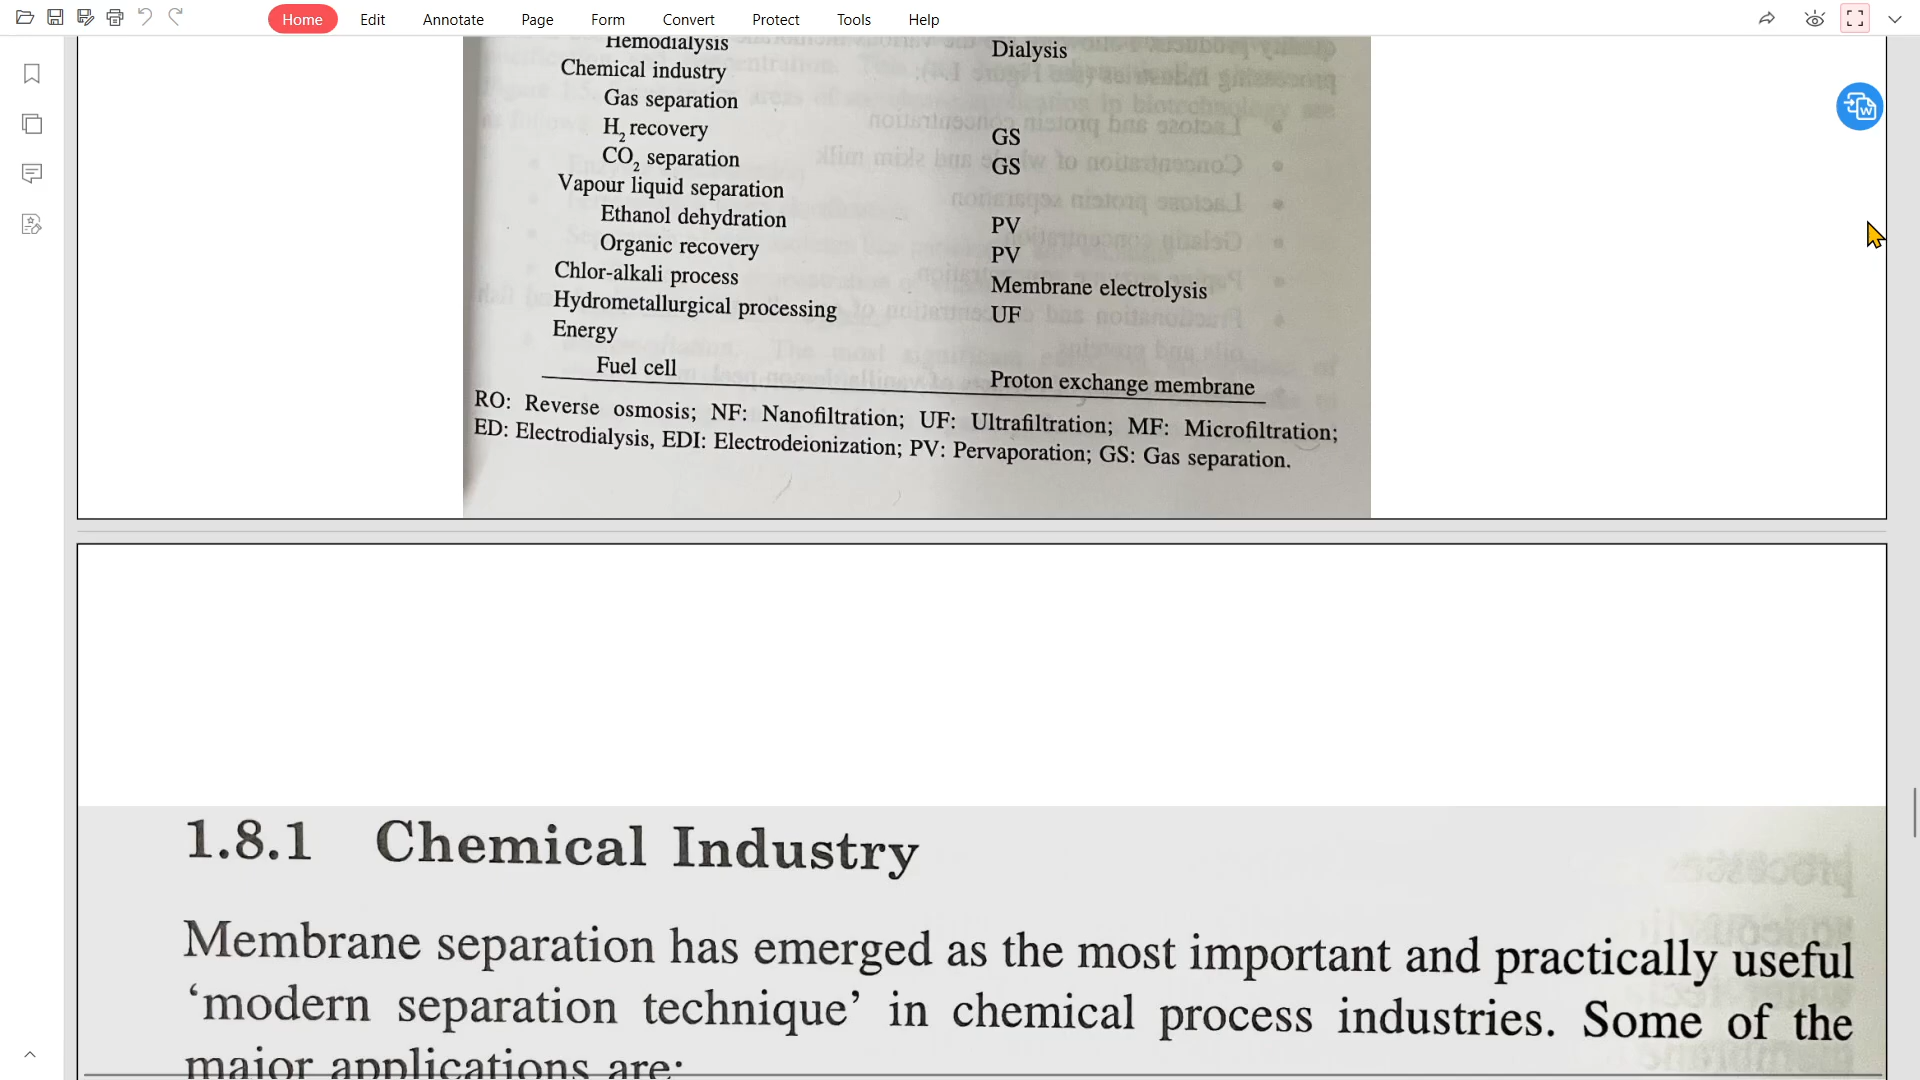 Home Edit Annotate Page Form Convert Protect Tools Help
Hemodialysis Dialysis
Chemical industry
Gas separation
H2 recovery GS
CO2 separation GS
Vapour liquid separation
Ethanol dehydration PV
Organic recovery PV
Chlor-alkali process Membrane electrolysis
Hydrometallurgical processing UF
Energy
Fuel cell Proton exchange membrane
RO: Reverse osmosis; NF: Nanofiltration; UF: Ultrafiltration; MF: Microfiltration;
ED: Electrodialysis, EDI: Electrodeionization; PV: Pervaporation; GS: Gas separation.
1.8.1 Chemical Industry
Membrane separation has emerged as the most important and practically useful
‘modern separation technique’ in chemical process industries. Some of the
major applications are: